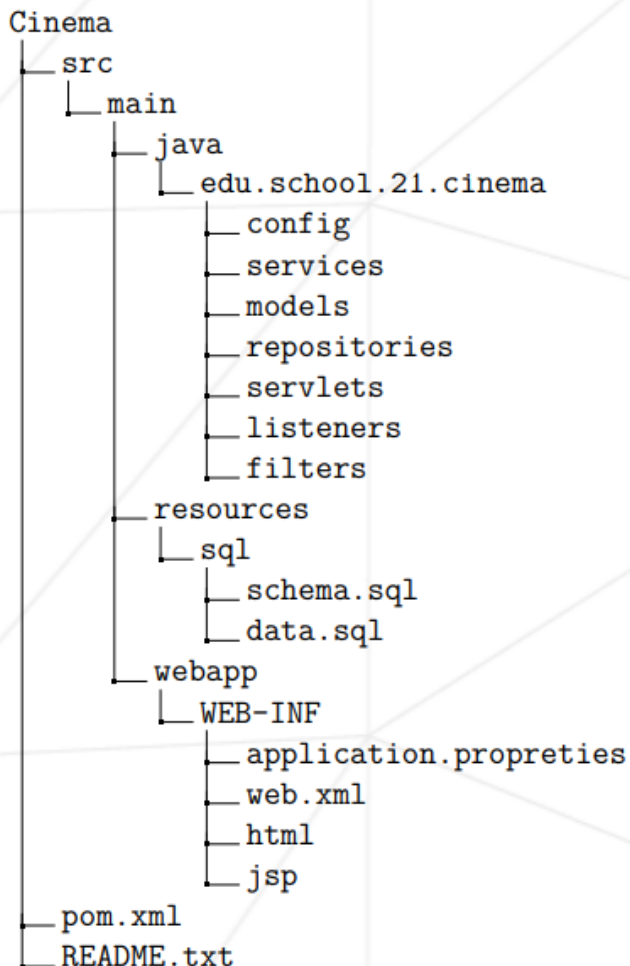 Cinema
src
main
java
edu.school.21.cinema
config
services
models
repositories
servlets
listeners
filters
resources
sql
schema.sql
data.sql
webapp
WEB-INF
application.propreties
web.xml
html
jsp
pom.xml
README.txt